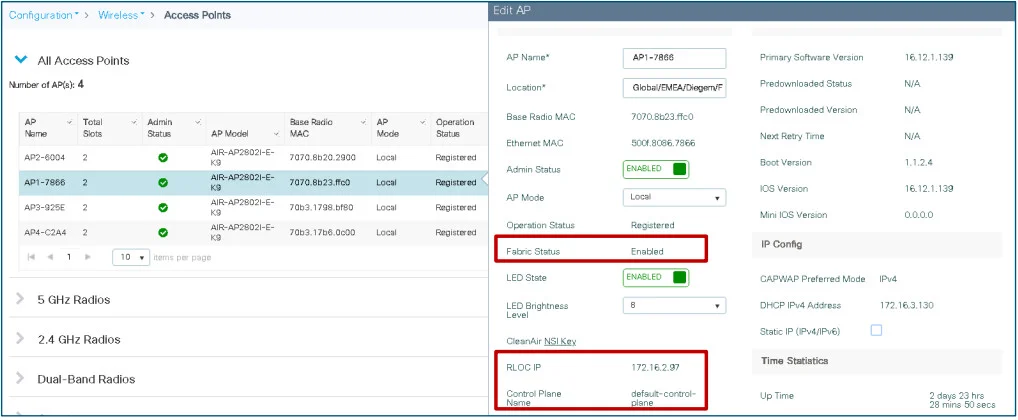 Configuration > Wireless > Access Points
All Access Points
Number of AP(s): 4
AP Name
Total Slots
Admin Status
AP Model
Base Radio MAC
AP Mode
Operation Status
AP2-6004 2 AIR-AP2802I-E-K9 7070.8b20.2900 Local Registered
AP1-7866 2 AIR-AP2802I-E-K9 7070.8b23.ffc0 Local Registered
AP3-925E 2 AIR-AP2802I-E-K9 70b3.1798.bf80 Local Registered
AP4-C2A4 2 AIR-AP2802I-E-K9 70b3.17b6.0c00 Local Registered
1 10 items per page
5 GHz Radios
2.4 GHz Radios
Dual-Band Radios
Edit AP
AP Name* AP1-7866
Location* Global/EMEA/Diegem/F
Base Radio MAC 7070.8b23.ffc0
Ethernet MAC 500f.8086.7866
Admin Status ENABLED
AP Mode Local
Operation Status Registered
Fabric Status Enabled
LED State ENABLED
LED Brightness Level 8
CleanAir NSI Key
RLOC IP 172.16.2.97
Control Plane Name default-control-plane
Primary Software Version 16.12.1.139
Predownloaded Status N/A
Predownloaded Version N/A
Next Retry Time N/A
Boot Version 1.1.2.4
IOS Version 16.12.1.139
Mini IOS Version 0.0.0.0
IP Config
CAPWAP Preferred Mode IPv4
DHCP IPv4 Address 172.16.3.130
Static IP (IPv4/IPv6)
Time Statistics
Up Time 2 days 23 hrs 28 mins 50 secs